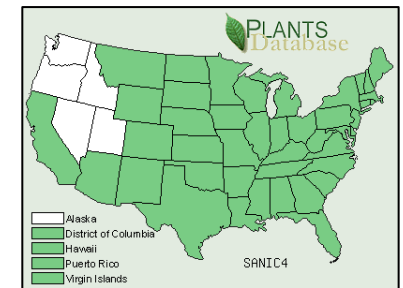 PLANTS
Database
Alaska
District of Columbia
Hawaii
Puerto Rico
Virgin Islands
SANIC4